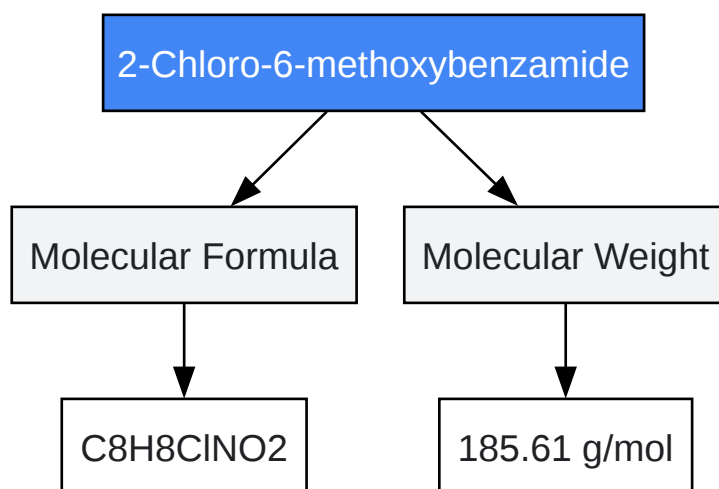 2-Chloro-6-methoxybenzamide
Molecular Formula
Molecular Weight
C8H8ClNO2
185.61 g/mol